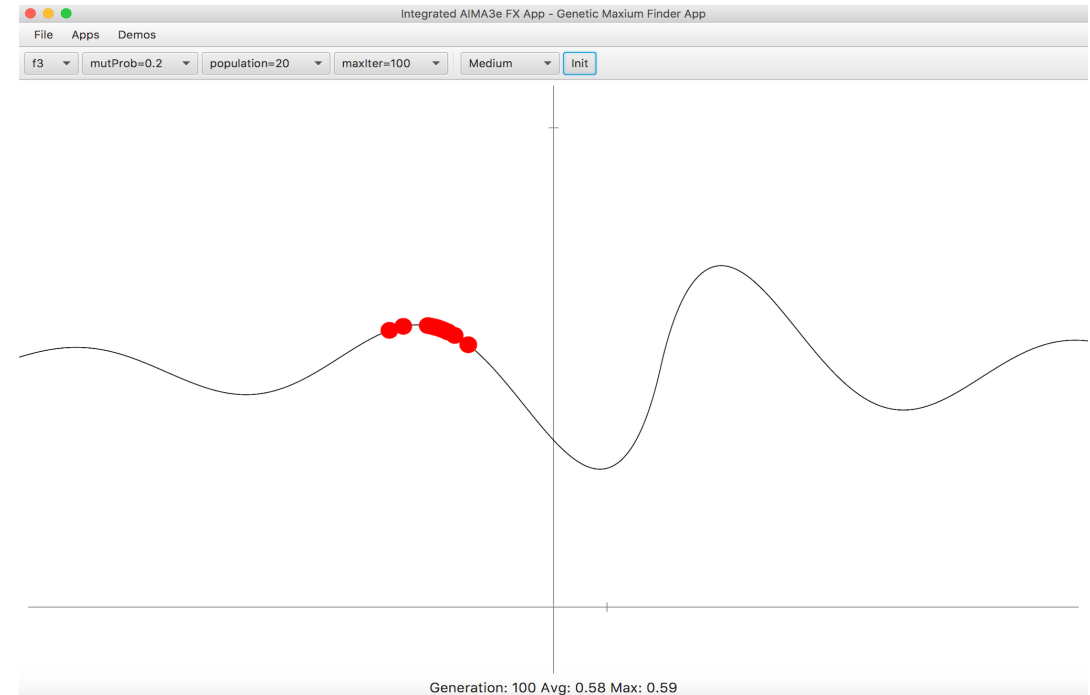 Integrated AIMA3e FX App - Genetic Maxium Finder App
File Apps Demos
f3 mutProb=0.2 population=20 maxIter=100 Medium Init
Generation: 100 Avg: 0.58 Max: 0.59